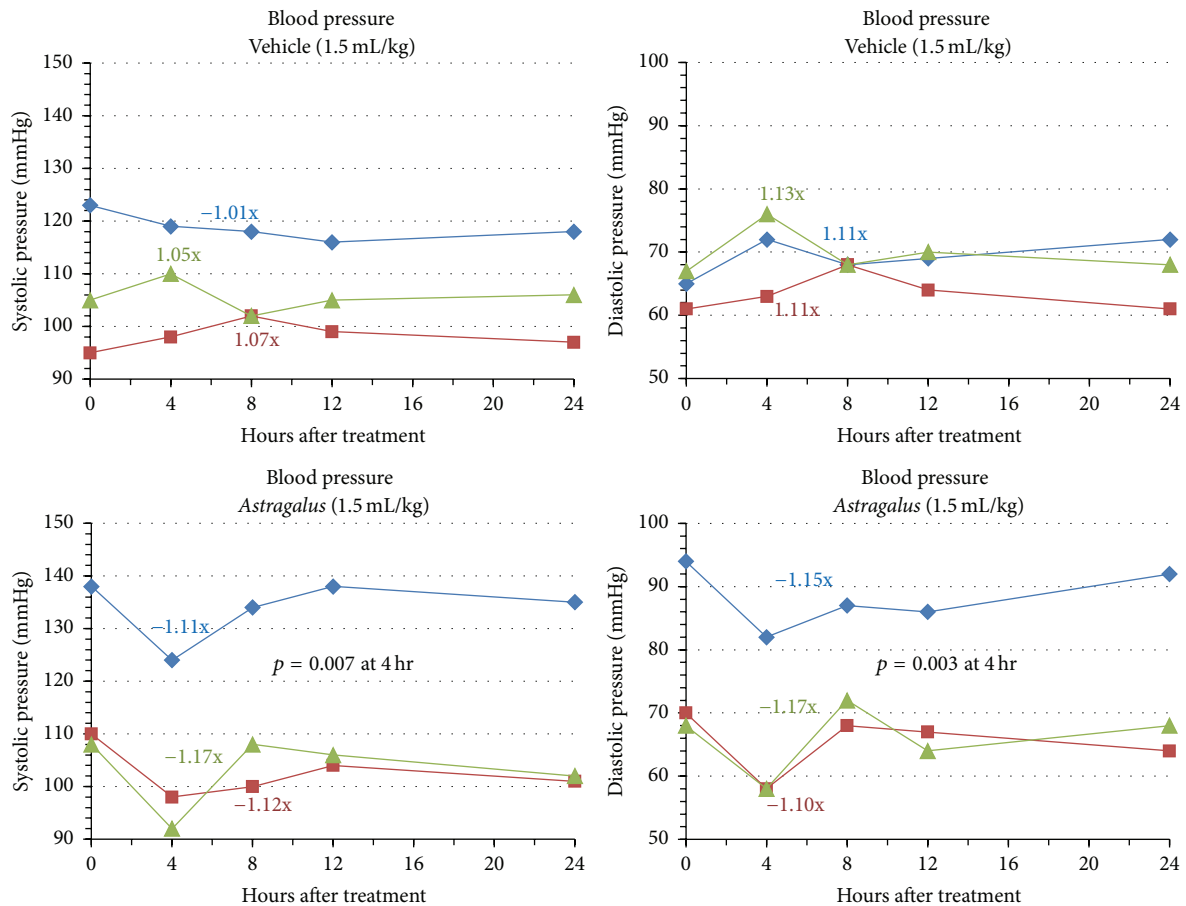 Blood pressure
Vehicle (1.5 mL/kg)
150
140
130
120
110
100
90
Systolic pressure (mmHg)
−1.01x
1.05x
1.07x
0 4 8 12 16 20 24
Hours after treatment
Blood pressure
Vehicle (1.5 mL/kg)
100
90
80
70
60
50
Diastolic pressure (mmHg)
1.13x
1.11x
1.11x
0 4 8 12 16 20 24
Hours after treatment
Blood pressure
Astragalus (1.5 mL/kg)
150
140
130
120
110
100
90
Systolic pressure (mmHg)
−1.11x
p = 0.007 at 4 hr
−1.17x
−1.12x
0 4 8 12 16 20 24
Hours after treatment
Blood pressure
Astragalus (1.5 mL/kg)
100
90
80
70
60
50
Diastolic pressure (mmHg)
−1.15x
p = 0.003 at 4 hr
−1.17x
−1.10x
0 4 8 12 16 20 24
Hours after treatment